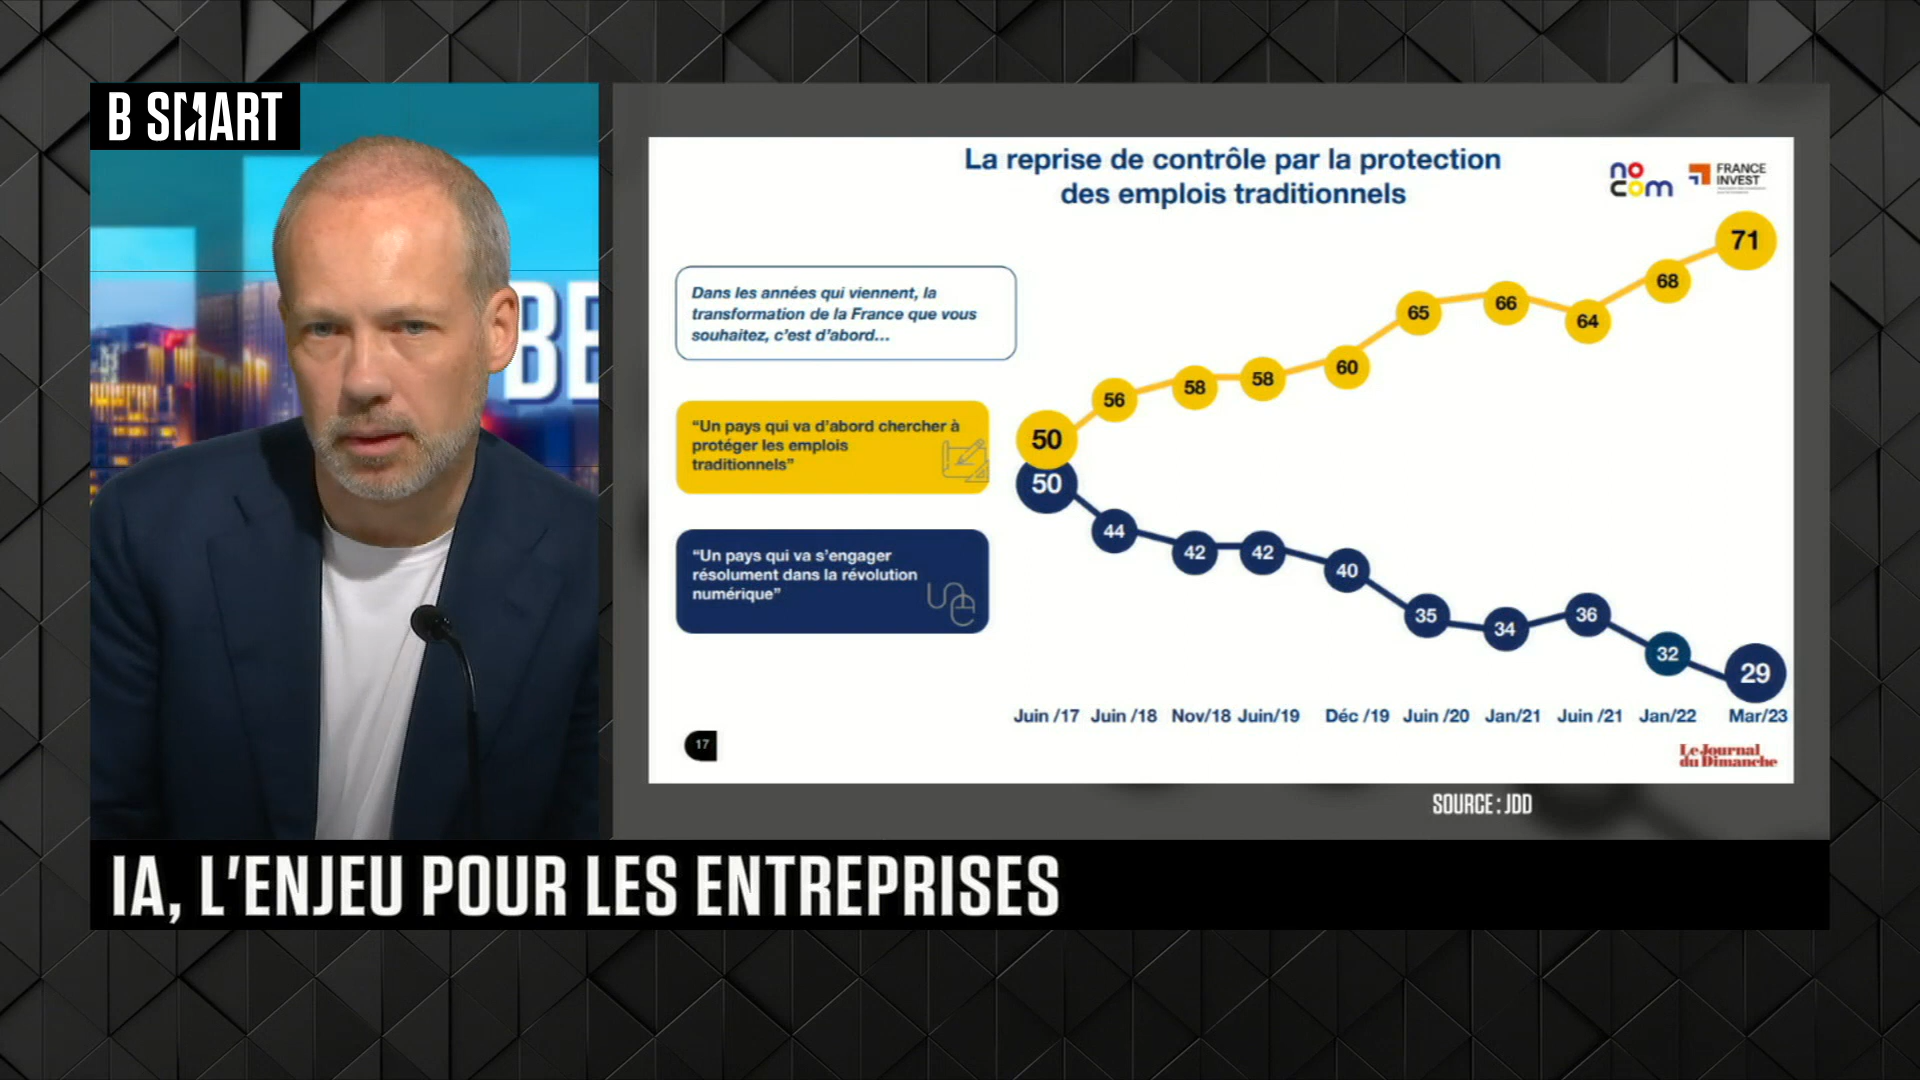 B SMART
BE
La reprise de contrôle par la protection
des emplois traditionnels
no
com
FRANCE
INVEST
Dans les années qui viennent, la
transformation de la France que vous
souhaitez, c'est d'abord...
"Un pays qui va d'abord chercher à
protéger les emplois
traditionnels"
"Un pays qui va s'engager
résolument dans la révolution
numérique"
50 56 58 58 60 65 66 64 68 71
50 44 42 42 40 35 34 36 32 29
Juin /17 Juin /18 Nov/18 Juin/19 Déc /19 Juin /20 Jan/21 Juin /21 Jan/22 Mar/23
17
Le Journal
du Dimanche
SOURCE : JDD
IA, L'ENJEU POUR LES ENTREPRISES